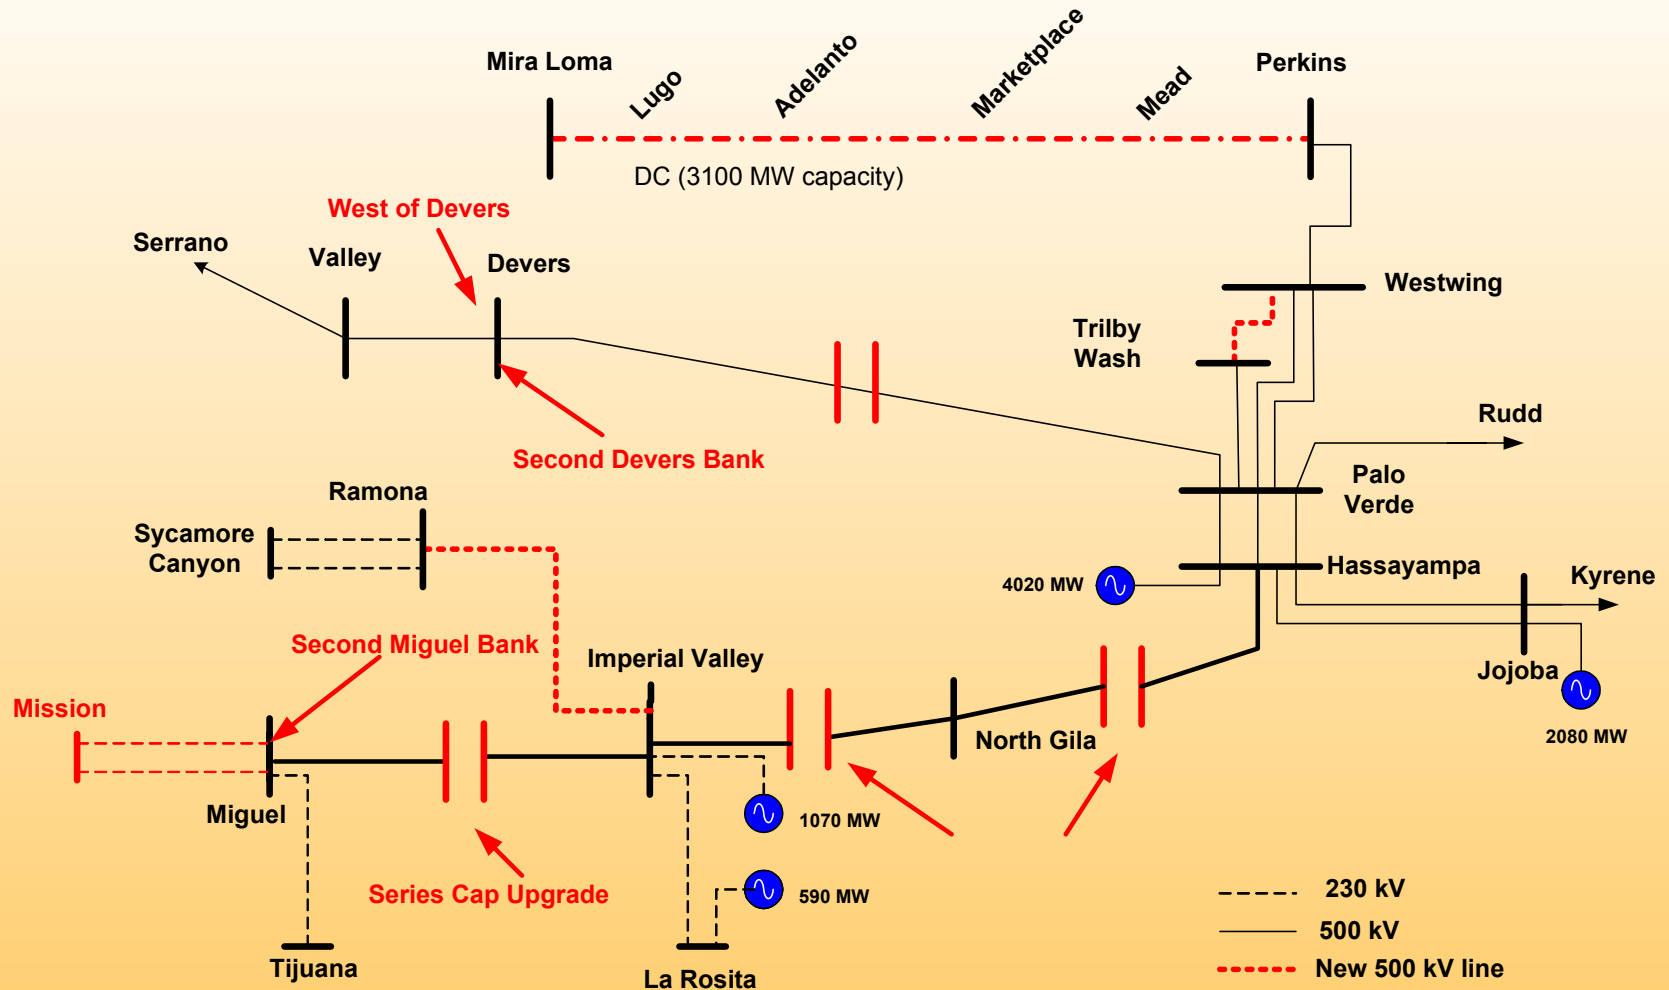 Mira Loma
Lugo
Adelanto
Marketplace
Mead
Perkins
DC (3100 MW capacity)
West of Devers
Serrano
Valley
Devers
Westwing
Trilby
Wash
Rudd
Second Devers Bank
Palo
Verde
Ramona
Sycamore
Canyon
Hassayampa
4020 MW
Kyrene
Second Miguel Bank
Imperial Valley
Jojoba
Mission
North Gila
2080 MW
Miguel
1070 MW
Series Cap Upgrade
590 MW
230 kV
500 kV
Tijuana
La Rosita
New 500 kV line